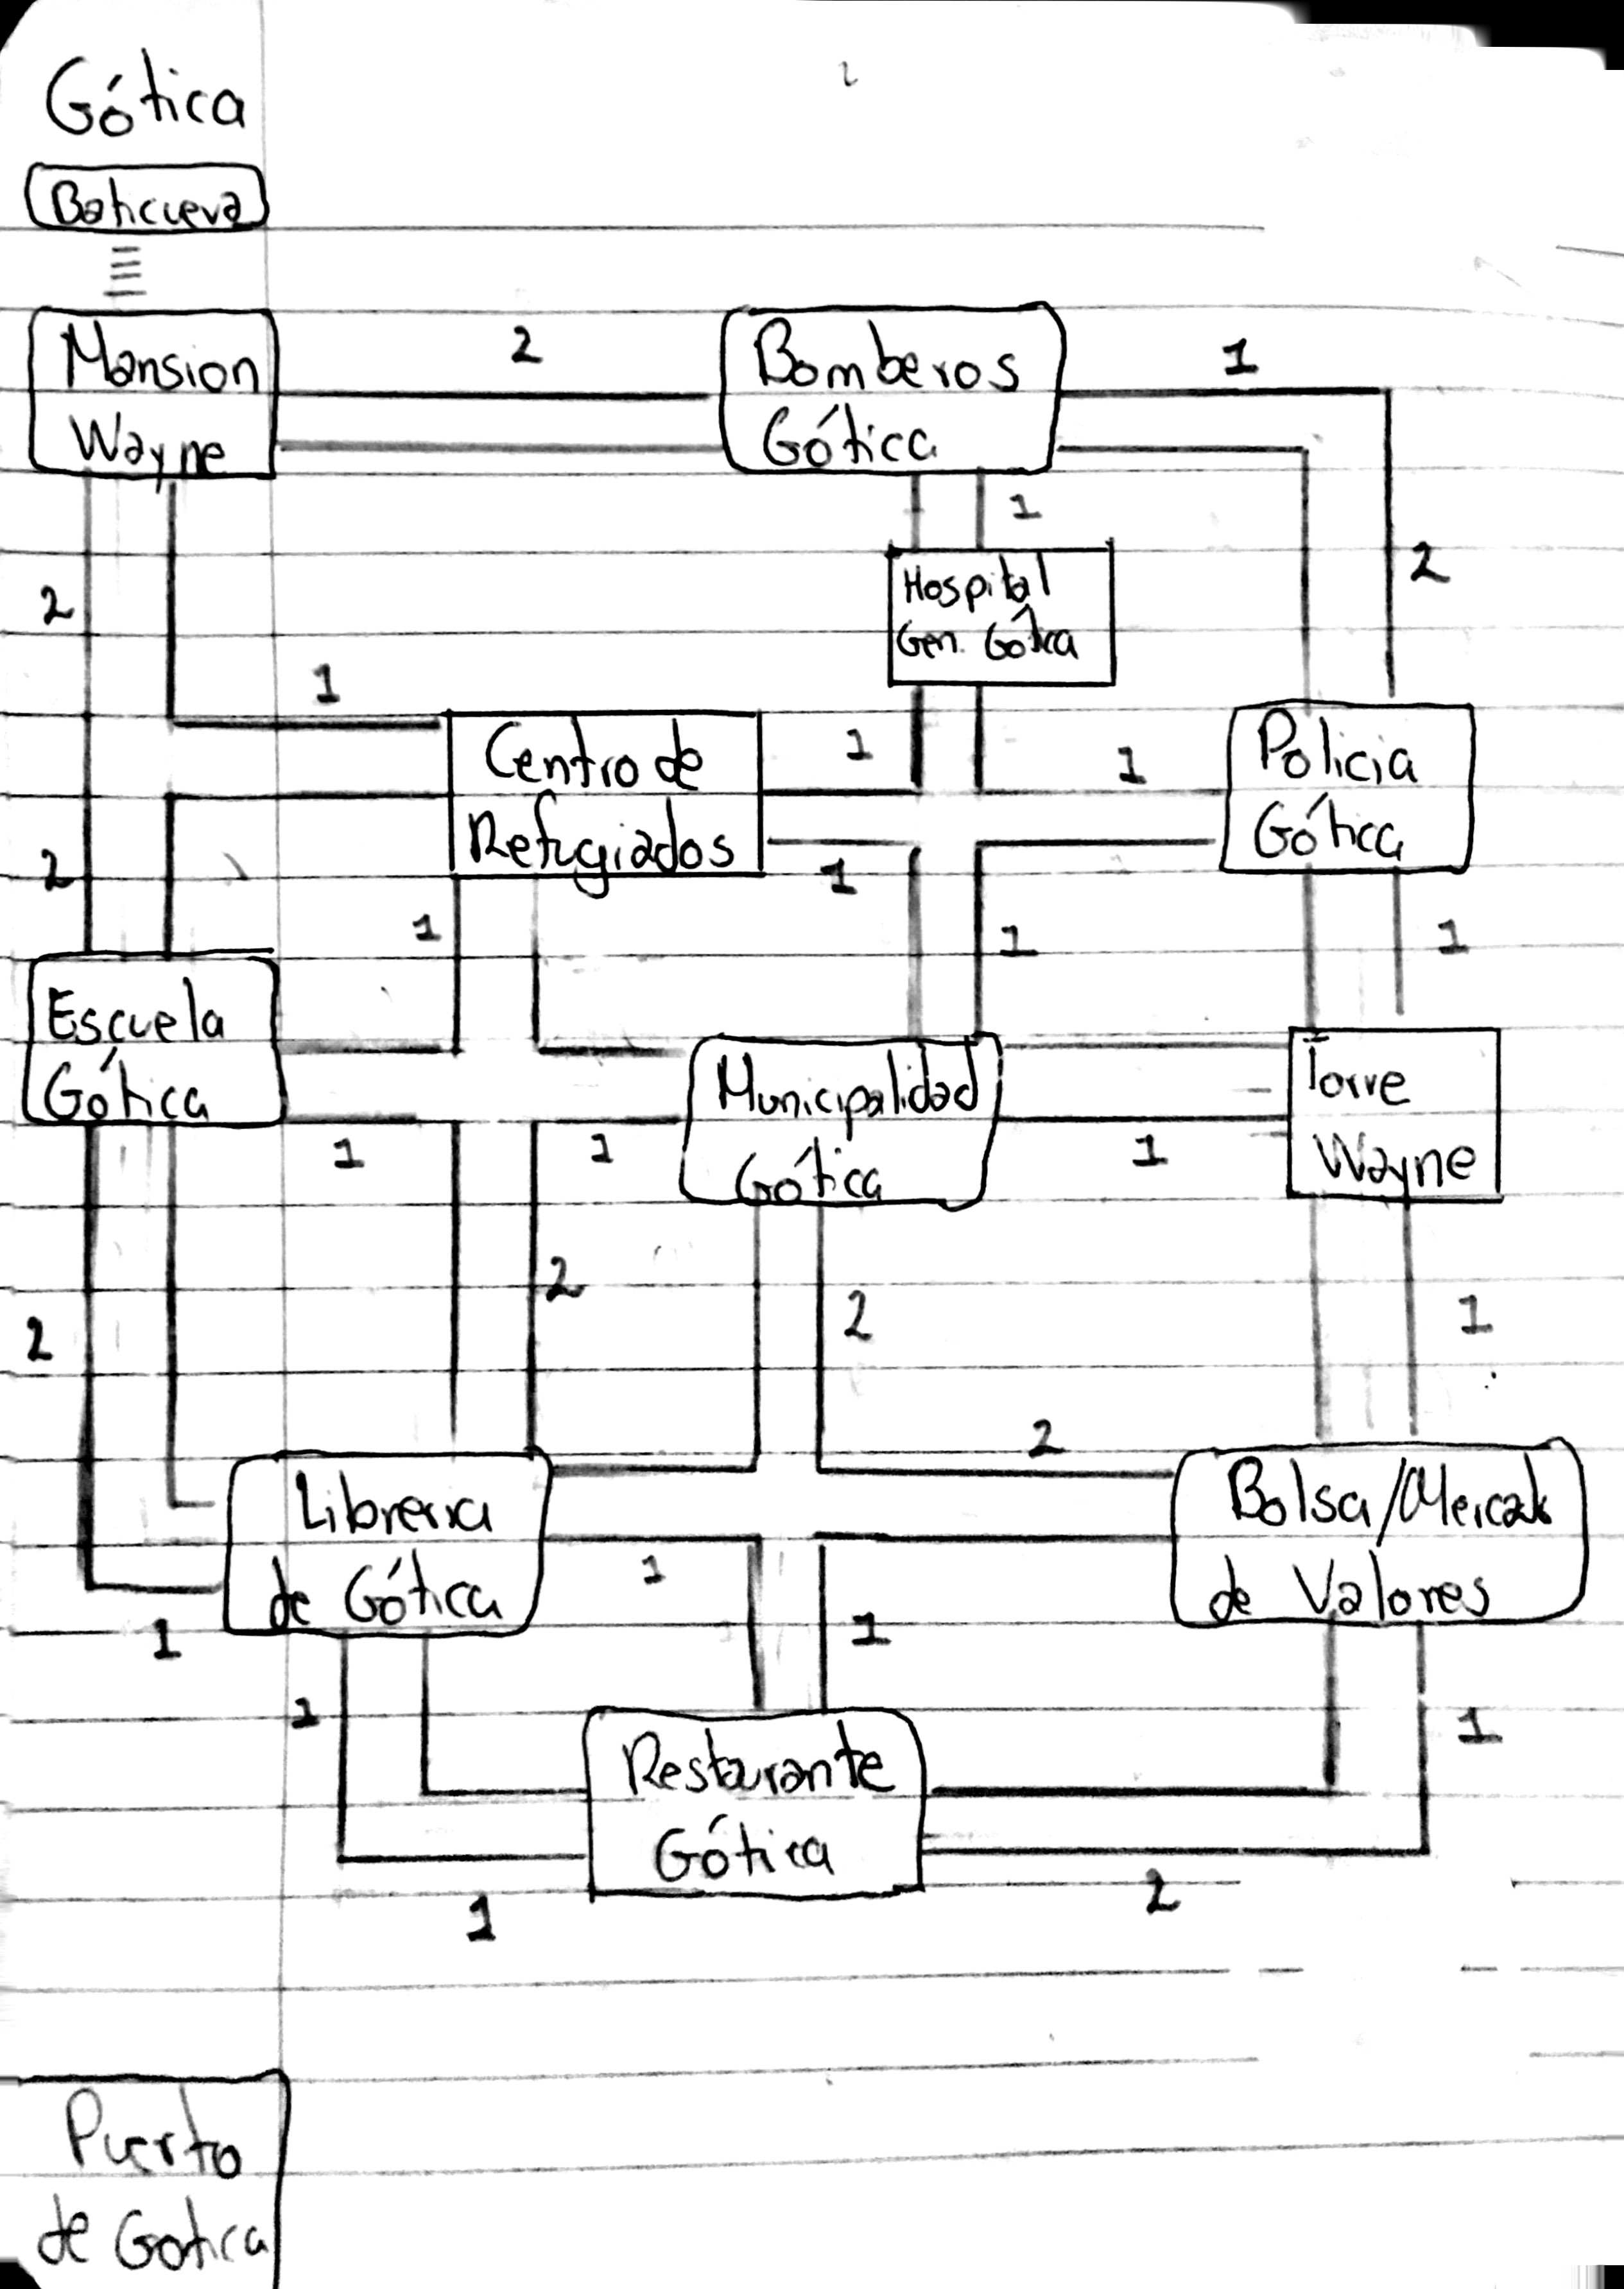 Gótica
Baticueva
Mansion
Wayne
2
Bomberos
Gótica
1
1
2
2
Hospital
Gen. Gótica
1
Centro de
Refugiados
1
1
1
Policia
Gótica
2
1
1
1
Escuela
Gótica
1
1
Municipalidad
Gótica
1
Torre
Wayne
2
2
2
1
2
Libreria
de Gótica
1
1
Bolsa/Mercado
de Valores
1
1
Restaurante
Gótica
1
1
2
Puerto
de Gotica